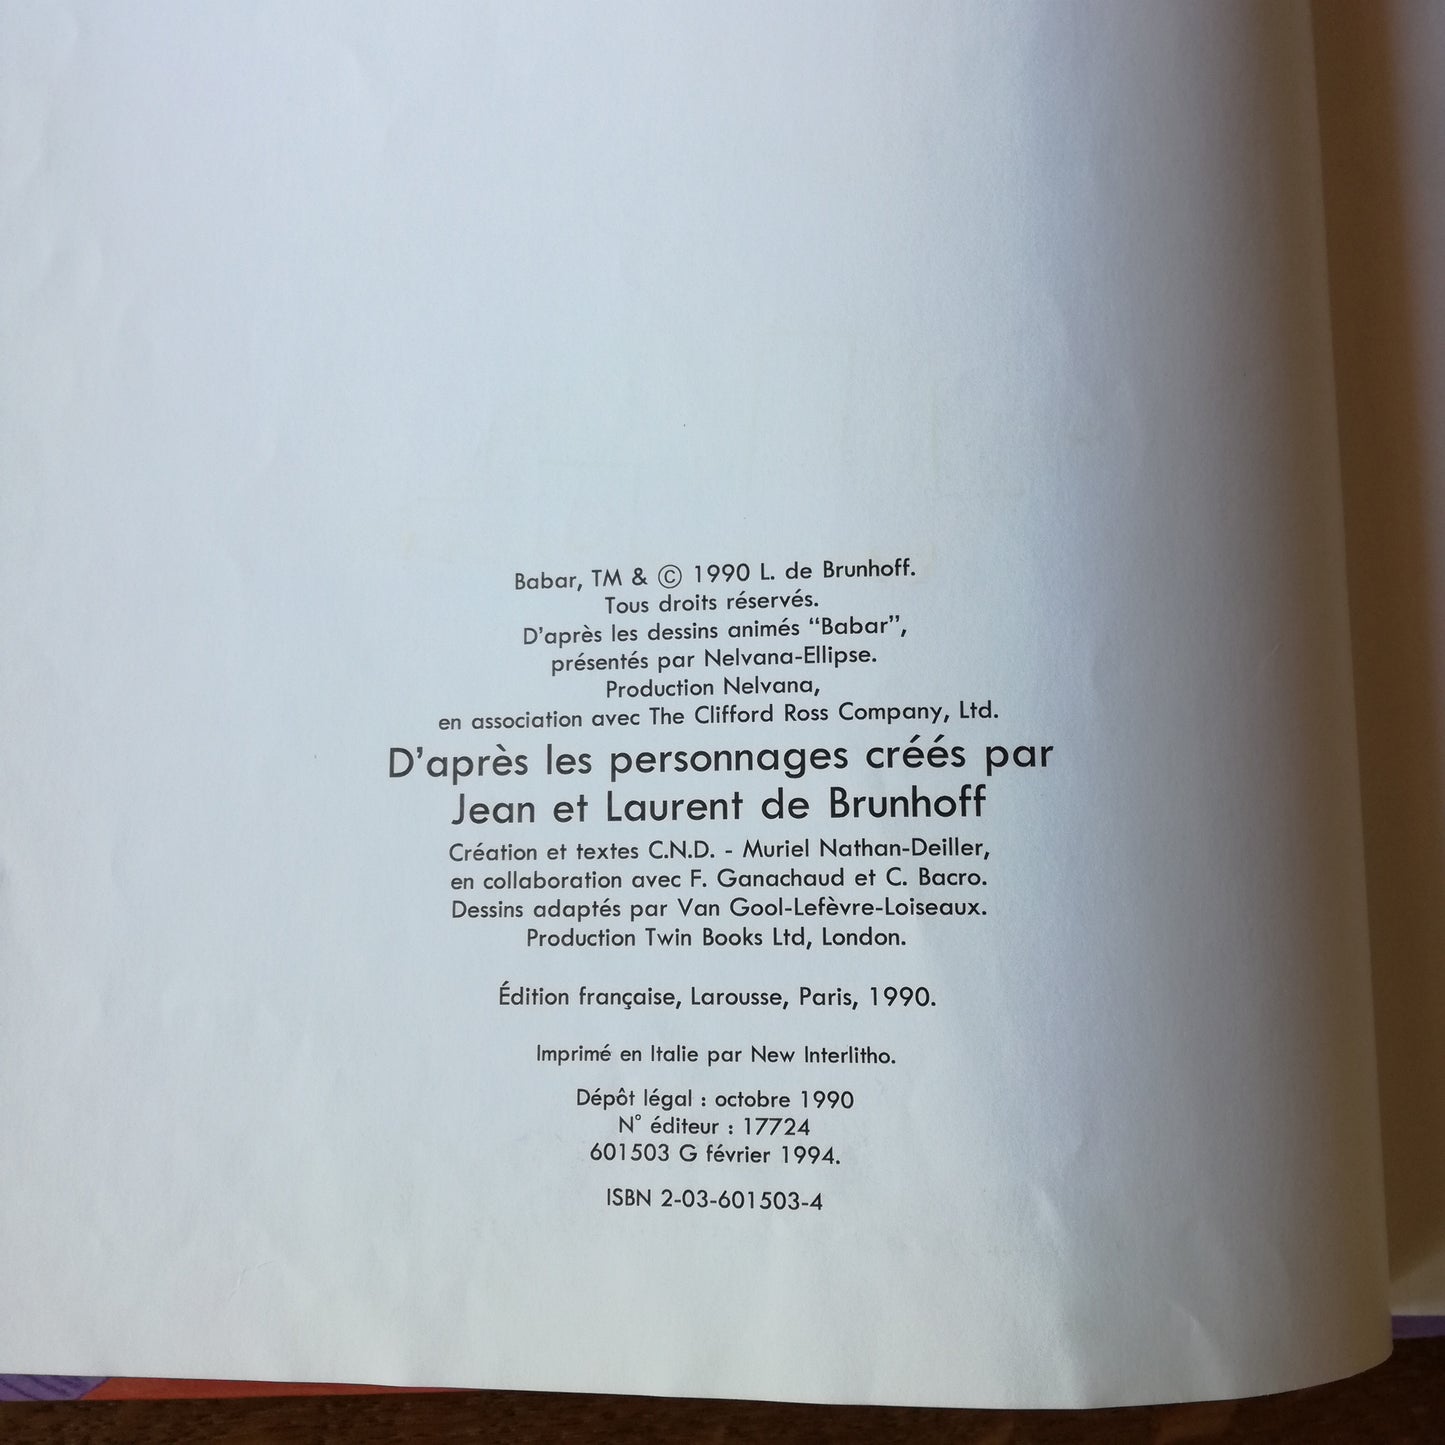 Babar, TM & © 1990 L. de Brunhoff.
Tous droits réservés.
D'après les dessins animés “Babar”,
présentés par Nelvana-Ellipse.
Production Nelvana,
en association avec The Clifford Ross Company, Ltd.
D'après les personnages créés par
Jean et Laurent de Brunhoff
Création et textes C.N.D. - Muriel Nathan-Deiller,
en collaboration avec F. Ganachaud et C. Bacro.
Dessins adaptés par Van Gool-Lefèvre-Loiseaux.
Production Twin Books Ltd, London.
Édition française, Larousse, Paris, 1990.
Imprimé en Italie par New Interlitho.
Dépôt légal : octobre 1990
N° éditeur : 17724
601503 G février 1994.
ISBN 2-03-601503-4